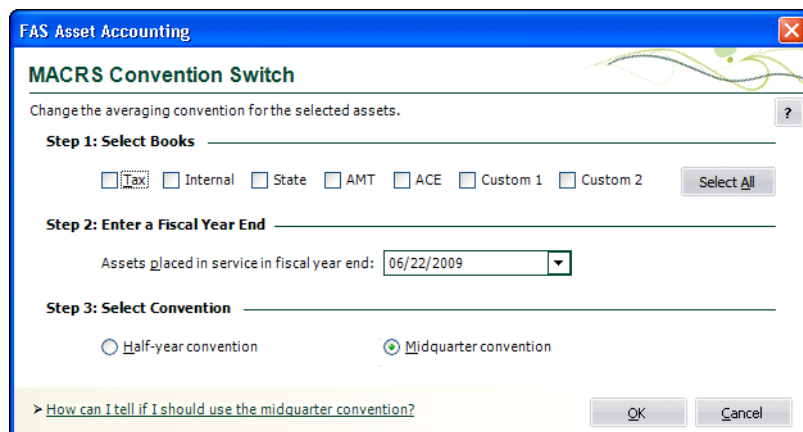 FAS Asset Accounting
MACRS Convention Switch
Change the averaging convention for the selected assets.
?
Step 1: Select Books
Tax Internal State AMT ACE Custom 1 Custom 2 Select All
Step 2: Enter a Fiscal Year End
Assets placed in service in fiscal year end: 06/22/2009
Step 3: Select Convention
Half-year convention Midquarter convention
How can I tell if I should use the midquarter convention? OK Cancel